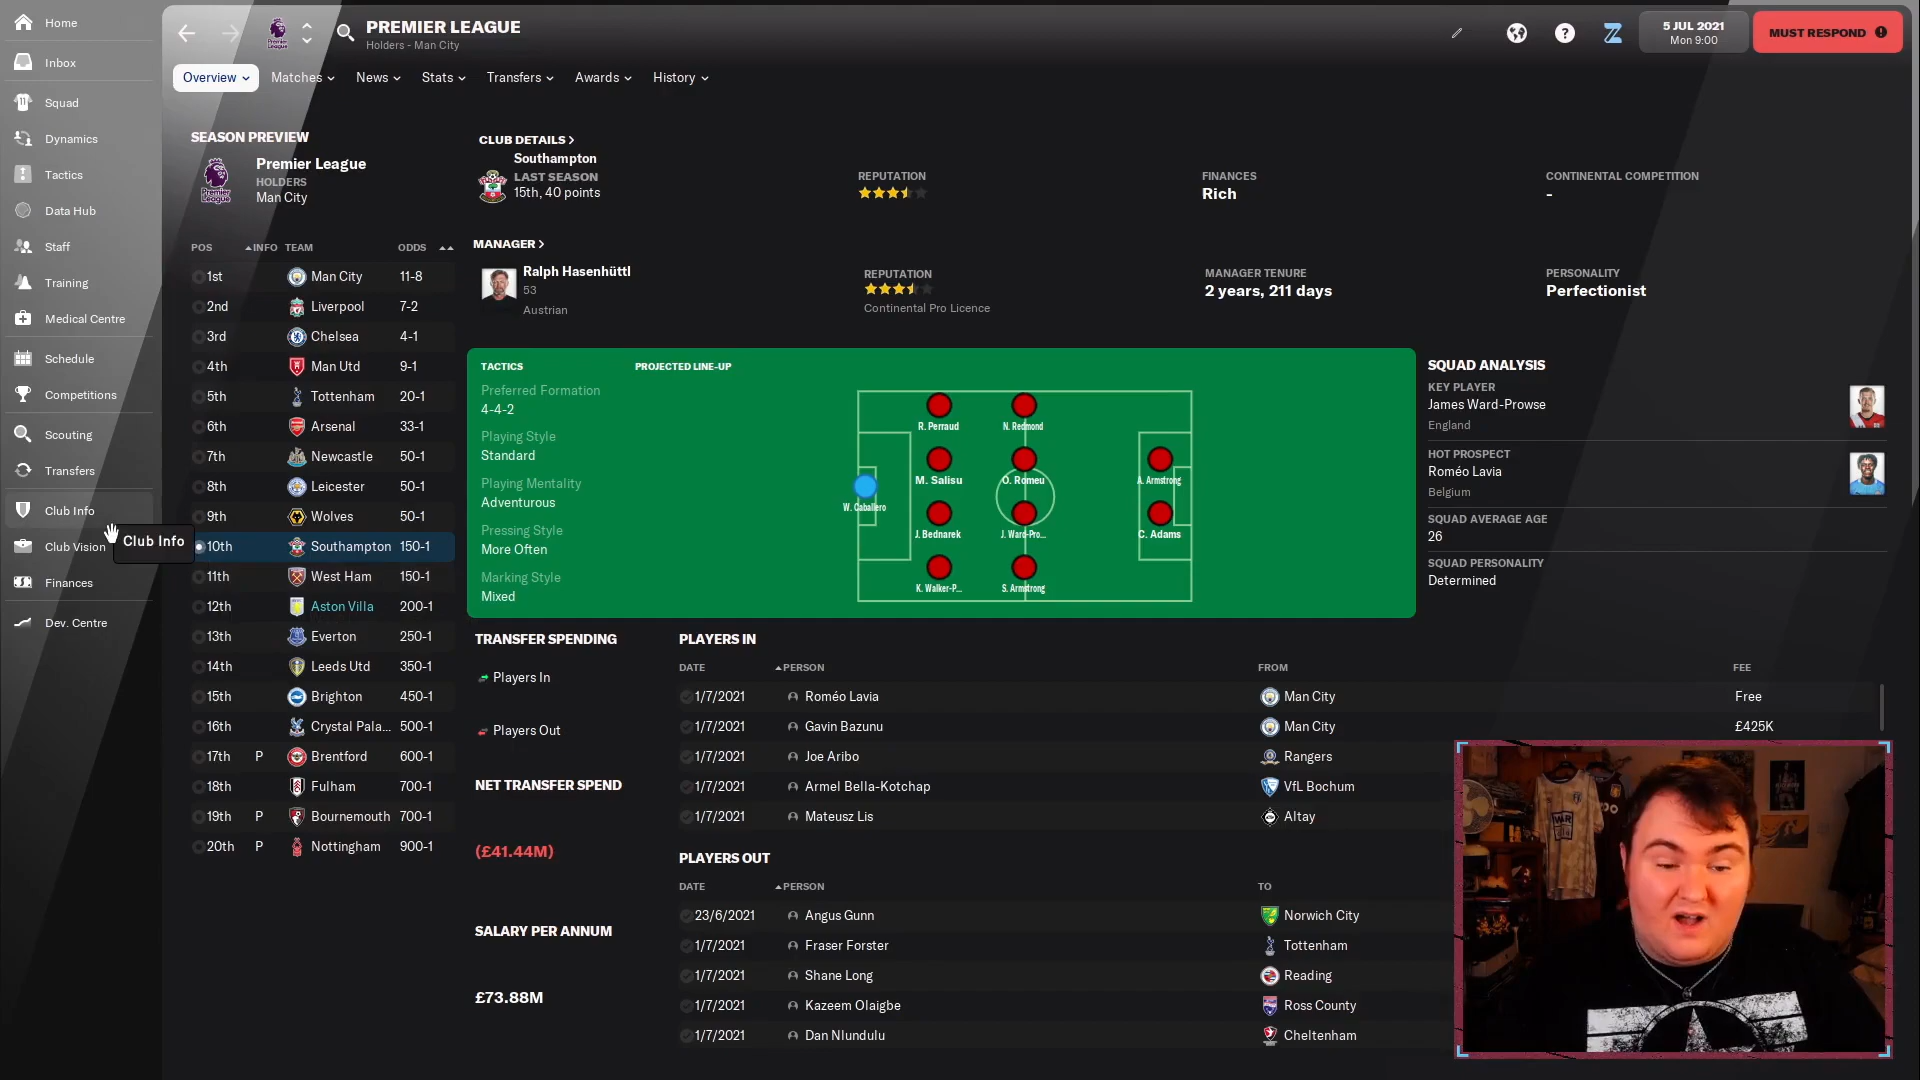 Home
Inbox
Squad
Dynamics
Tactics
Data Hub
Staff
Training
Medical Centre
Schedule
Competitions
Scouting
Transfers
Club Info
Club Vision
Finances
Dev. Centre
Club Info
PREMIER LEAGUE
Holders - Man City
5 JUL 2021
Mon 9:00
MUST RESPOND
Overview
Matches
News
Stats
Transfers
Awards
History
SEASON PREVIEW
Premier League
HOLDERS
Man City
POS INFO TEAM ODDS
1st Man City 11-8
2nd Liverpool 7-2
3rd Chelsea 4-1
4th Man Utd 9-1
5th Tottenham 20-1
6th Arsenal 33-1
7th Newcastle 50-1
8th Leicester 50-1
9th Wolves 50-1
10th Southampton 150-1
11th West Ham 150-1
12th Aston Villa 200-1
13th Everton 250-1
14th Leeds Utd 350-1
15th Brighton 450-1
16th Crystal Pala... 500-1
17th P Brentford 600-1
18th Fulham 700-1
19th P Bournemouth 700-1
20th P Nottingham 900-1
CLUB DETAILS >
Southampton
LAST SEASON
15th, 40 points
REPUTATION
FINANCES
Rich
CONTINENTAL COMPETITION
-
MANAGER >
Ralph Hasenhüttl
53
Austrian
REPUTATION
Continental Pro Licence
MANAGER TENURE
2 years, 211 days
PERSONALITY
Perfectionist
TACTICS
Preferred Formation
4-4-2
Playing Style
Standard
Playing Mentality
Adventurous
Pressing Style
More Often
Marking Style
Mixed
PROJECTED LINE-UP
R. Perraud
N. Redmond
M. Salisu
O. Romeu
A. Armstrong
W. Caballero
J. Bednarek
J. Ward-Pro...
C. Adams
K. Walker-P...
S. Armstrong
SQUAD ANALYSIS
KEY PLAYER
James Ward-Prowse
England
HOT PROSPECT
Roméo Lavia
Belgium
SQUAD AVERAGE AGE
26
SQUAD PERSONALITY
Determined
TRANSFER SPENDING
Players In
Players Out
NET TRANSFER SPEND
(£41.44M)
SALARY PER ANNUM
£73.88M
PLAYERS IN
DATE PERSON FROM FEE
1/7/2021 Roméo Lavia Man City Free
1/7/2021 Gavin Bazunu Man City £425K
1/7/2021 Joe Aribo Rangers
1/7/2021 Armel Bella-Kotchap VfL Bochum
1/7/2021 Mateusz Lis Altay
PLAYERS OUT
DATE PERSON TO
23/6/2021 Angus Gunn Norwich City
1/7/2021 Fraser Forster Tottenham
1/7/2021 Shane Long Reading
1/7/2021 Kazeem Olaigbe Ross County
1/7/2021 Dan Nlundulu Cheltenham